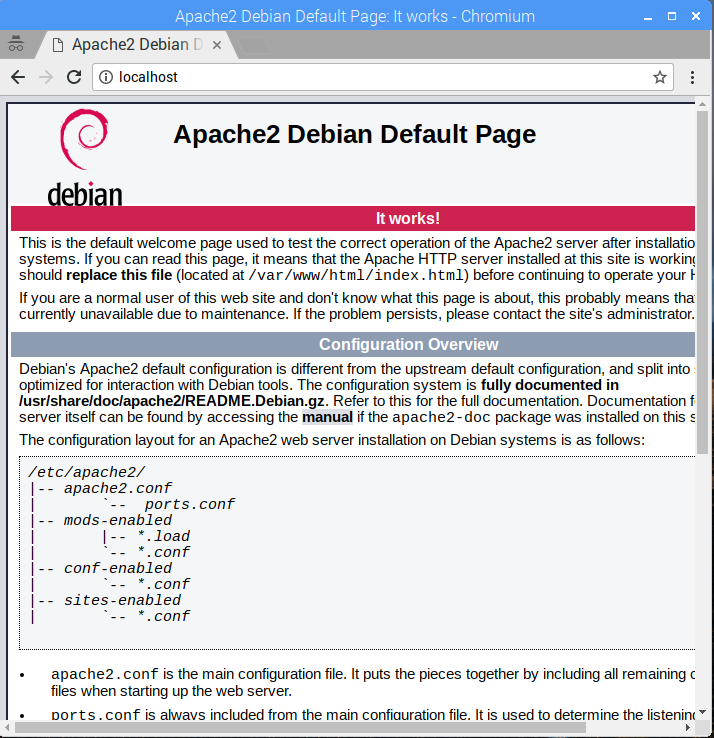 Apache2 Debian Default Page: It works - Chromium
Apache2 Debian D
localhost
debian
Apache2 Debian Default Page
It works!
This is the default welcome page used to test the correct operation of the Apache2 server after installatio
systems. If you can read this page, it means that the Apache HTTP server installed at this site is working
should replace this file (located at /var/www/html/index.html) before continuing to operate your H
If you are a normal user of this web site and don't know what this page is about, this probably means tha
currently unavailable due to maintenance. If the problem persists, please contact the site's administrator.
Configuration Overview
Debian's Apache2 default configuration is different from the upstream default configuration, and split into
optimized for interaction with Debian tools. The configuration system is fully documented in
/usr/share/doc/apache2/README.Debian.gz. Refer to this for the full documentation. Documentation f
server itself can be found by accessing the manual if the apache2-doc package was installed on this s
The configuration layout for an Apache2 web server installation on Debian systems is as follows:
/etc/apache2/
|-- apache2.conf
|       `--  ports.conf
|-- mods-enabled
|       |-- *.load
|       `-- *.conf
|-- conf-enabled
|       `-- *.conf
|-- sites-enabled
|       `-- *.conf
• apache2.conf is the main configuration file. It puts the pieces together by including all remaining c
files when starting up the web server.
• ports.conf is always included from the main configuration file. It is used to determine the listening